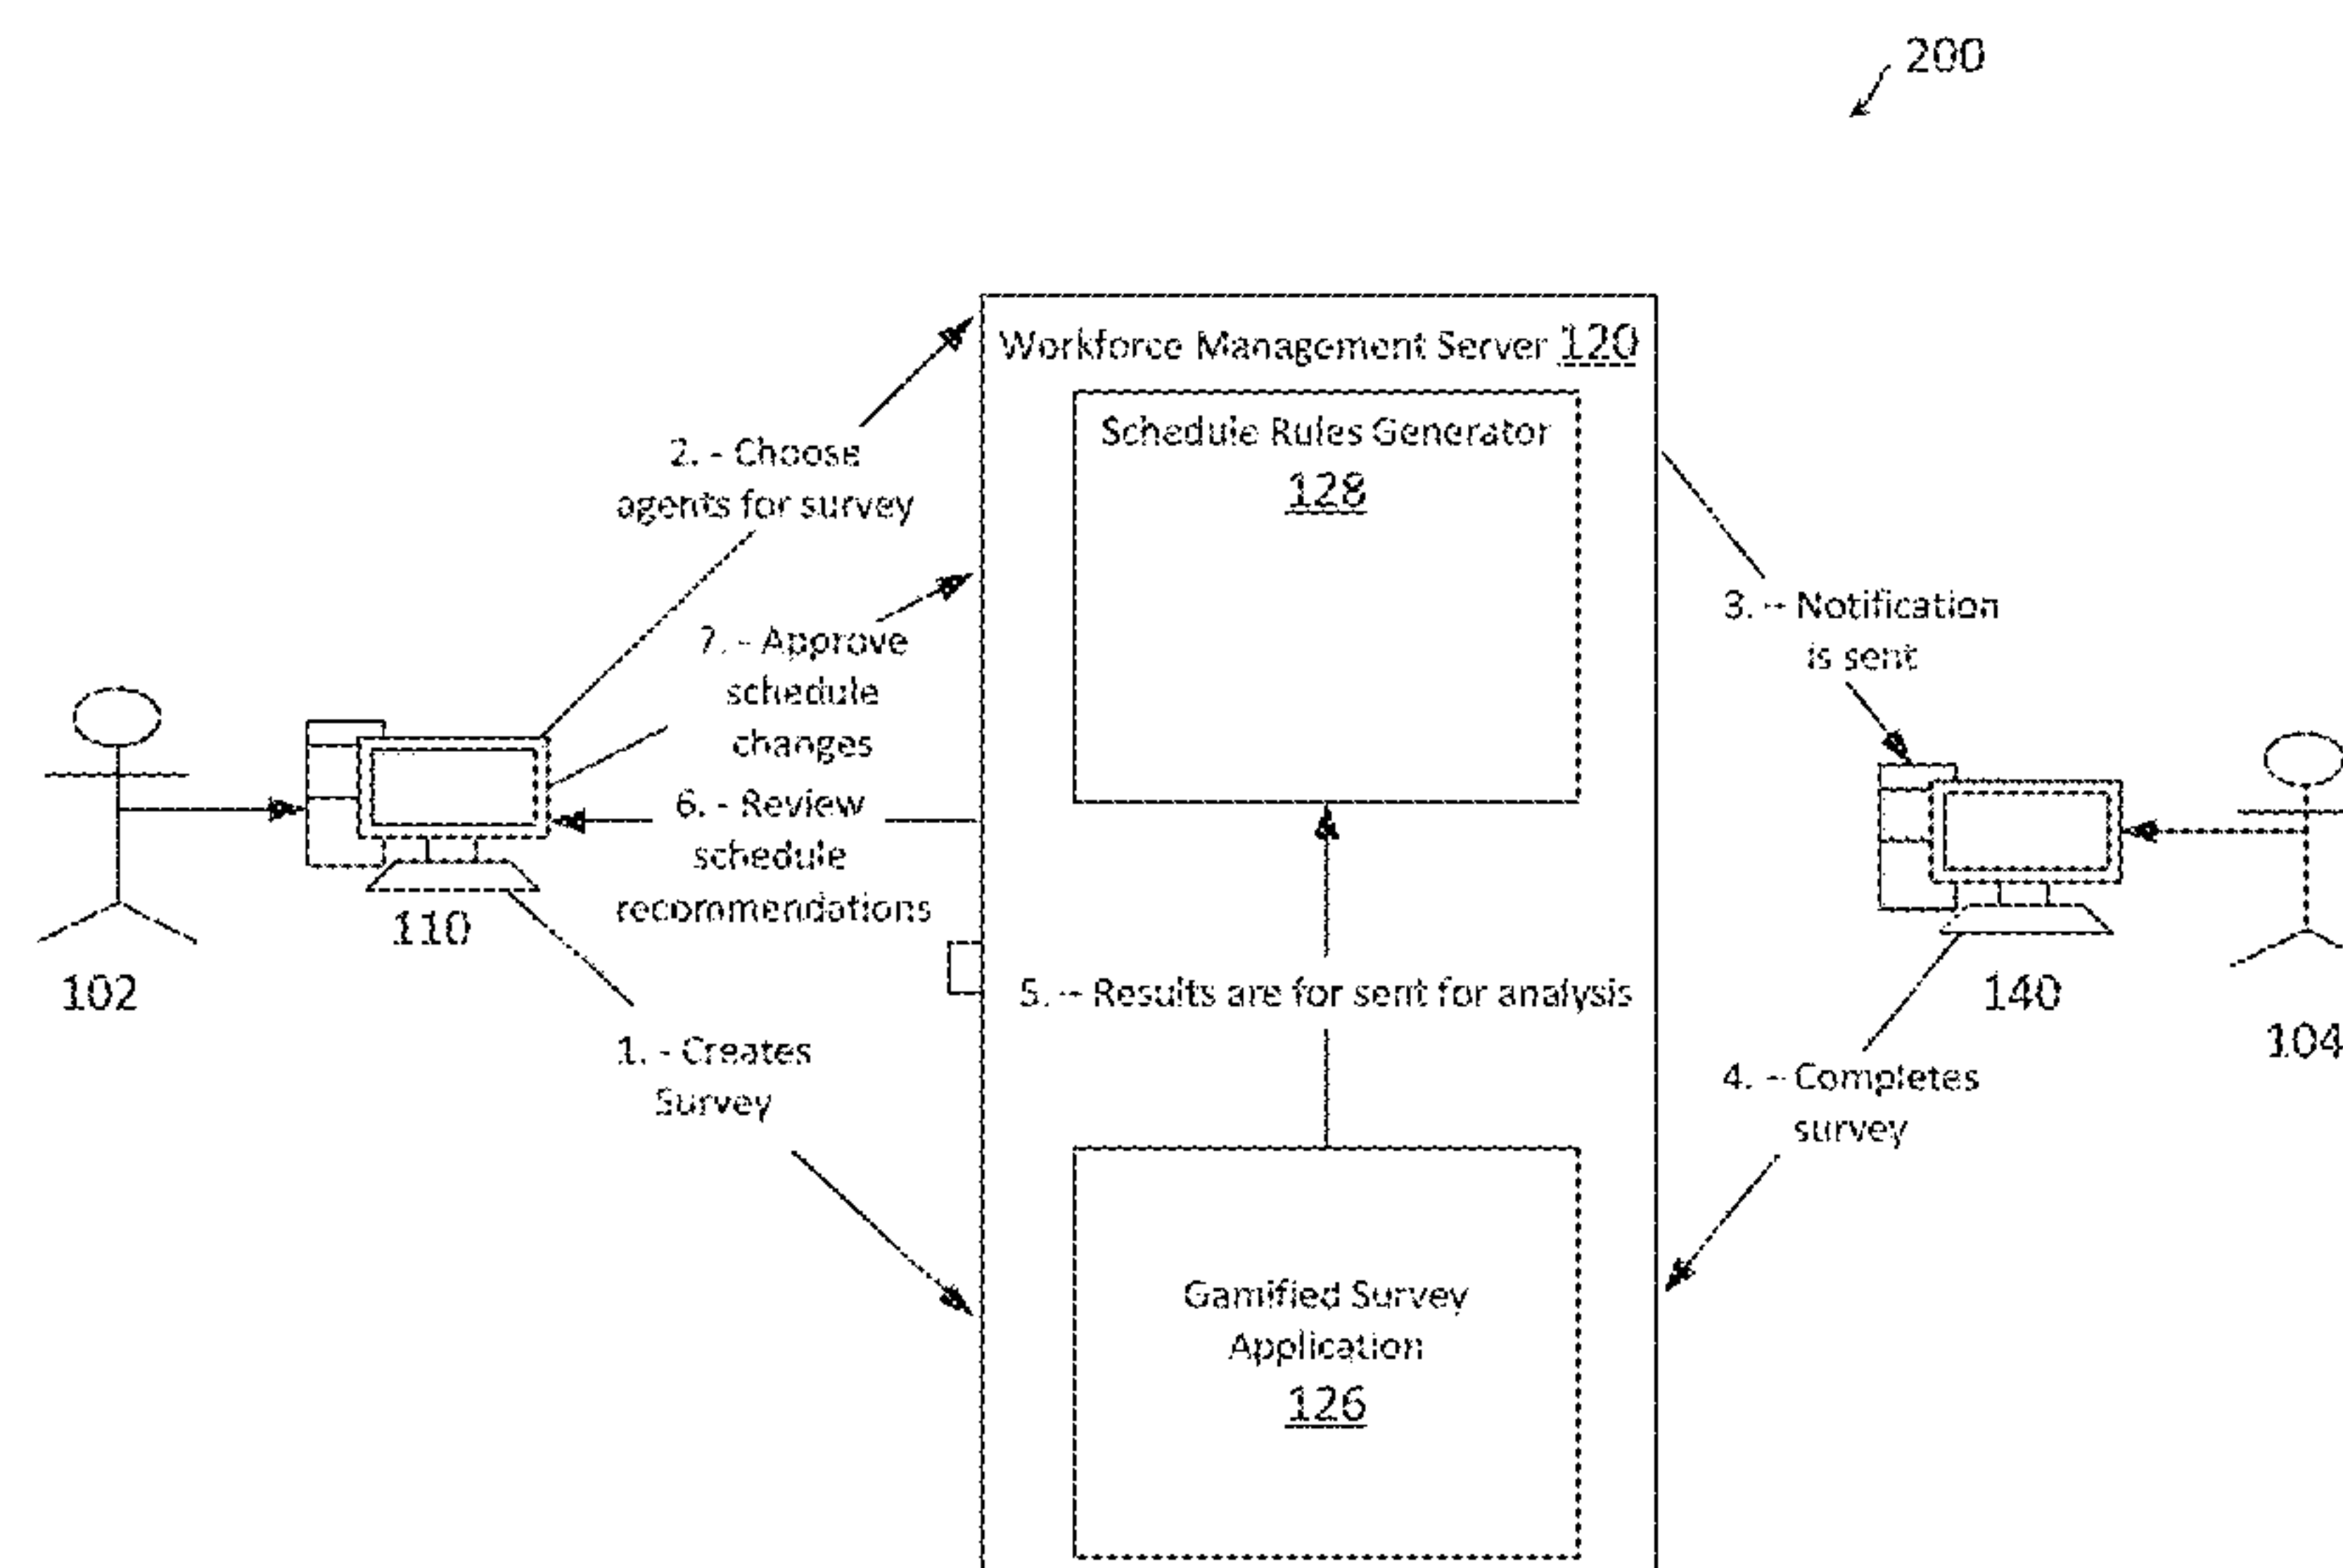 200
Workforce Management Server 120
Schedule Rules Generator
128
2. - Choose
agents for survey
7. - Approve
schedule
changes
6. - Review
schedule
recommendations
110
102
1. - Creates
Survey
3. -- Notification
is sent
140
104
4. -- Completes
survey
5. -- Results are for sent for analysis
Gamified Survey
Application
126